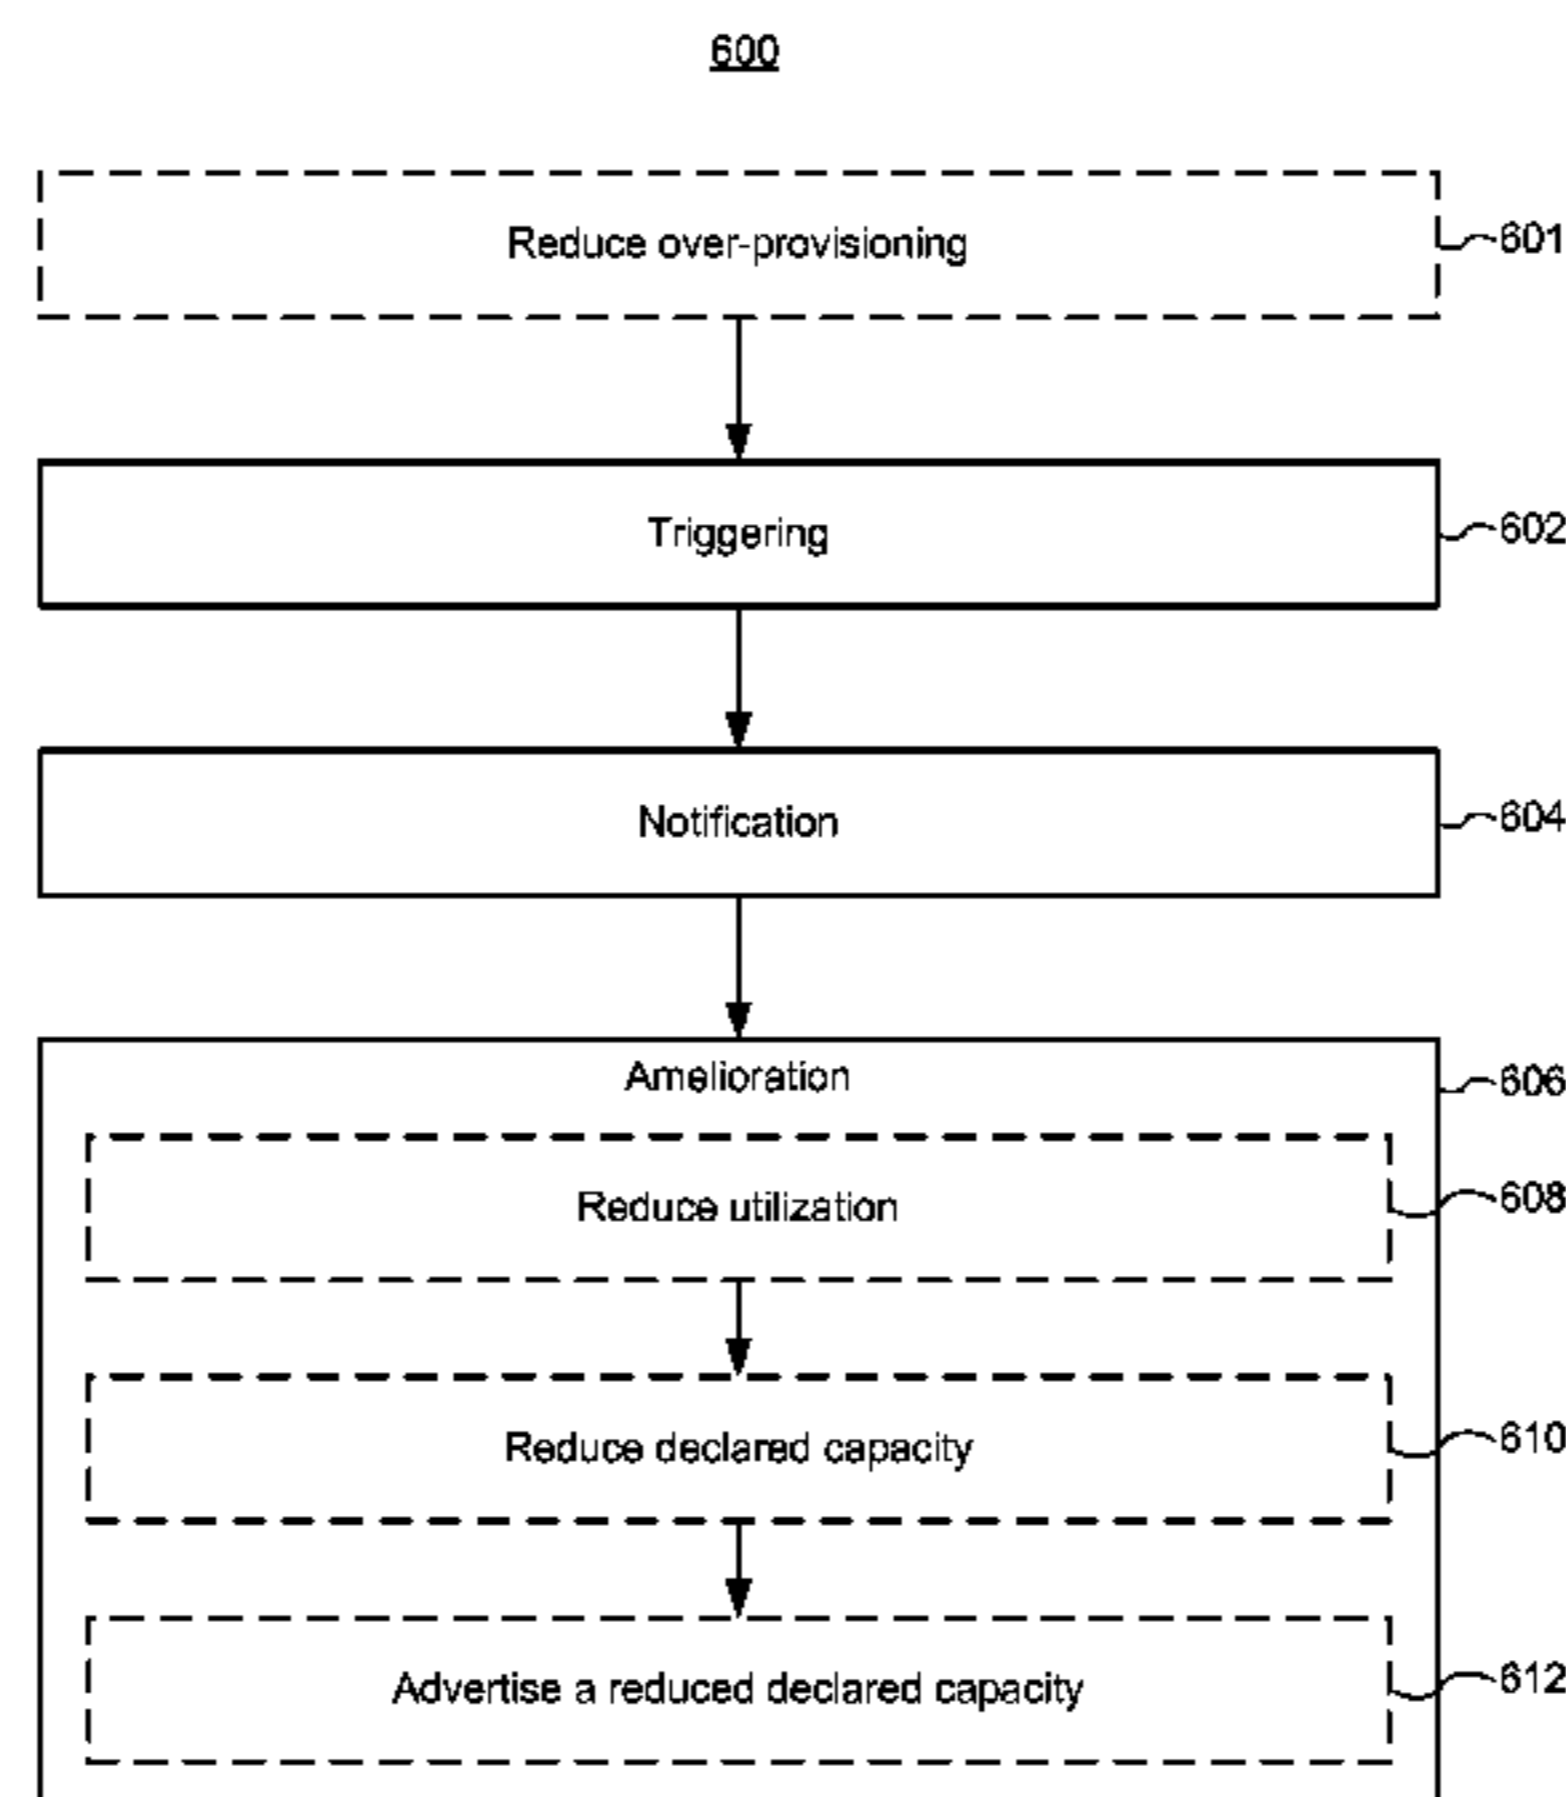 600
Reduce over-provisioning
601
Triggering
602
Notification
604
Amelioration
606
Reduce utilization
608
Reduce declared capacity
610
Advertise a reduced declared capacity
612